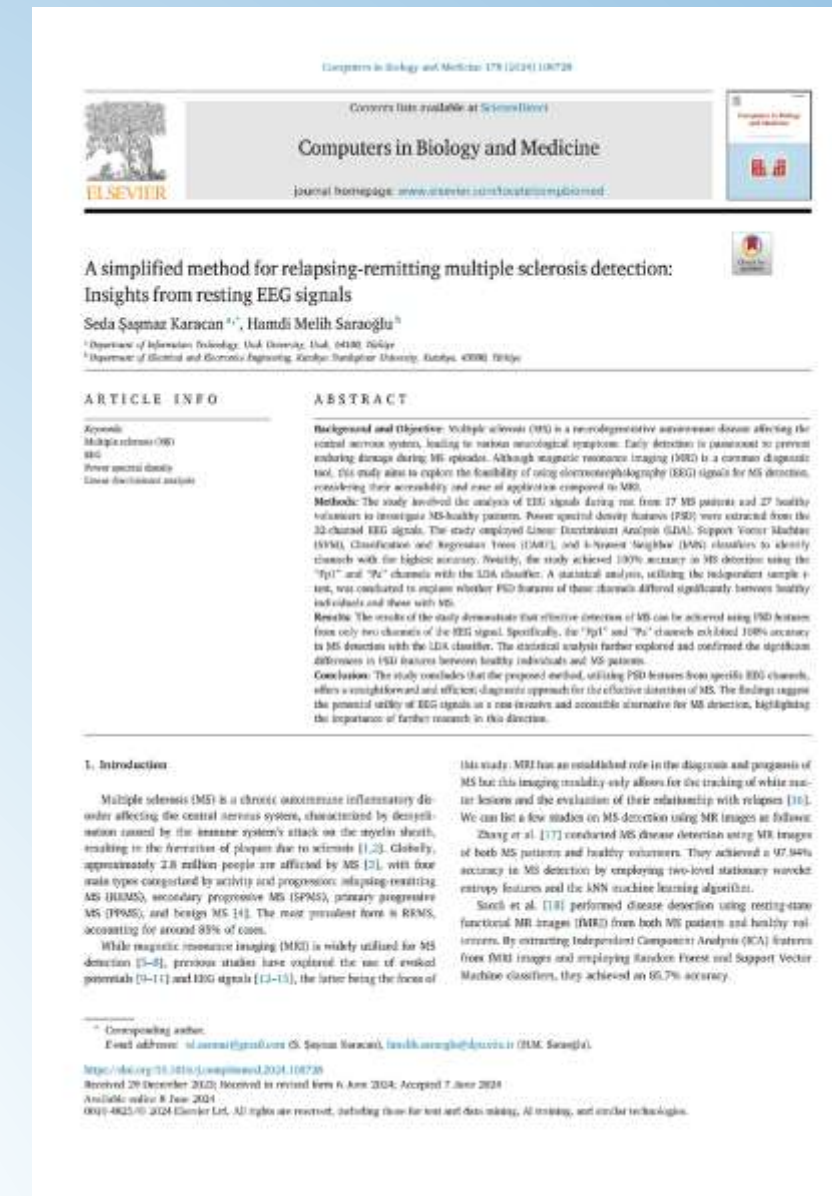 Computers in Biology and Medicine 178 (2024) 108728
Contents lists available at ScienceDirect
Computers in Biology and Medicine
journal homepage: www.elsevier.com/locate/compbiomed
ELSEVIER
A simplified method for relapsing-remitting multiple sclerosis detection:
Insights from resting EEG signals
Seda Şaşmaz Karacan a,*, Hamdi Melih Saraoğlu b
a Department of Information Technology, Usak University, Usak, 64100, Türkiye
b Department of Electrical and Electronics Engineering, Kutahya Dumlupinar University, Kutahya, 43000, Türkiye
ARTICLE INFO
Keywords:
Multiple sclerosis (MS)
EEG
Power spectral density
Linear discriminant analysis
ABSTRACT
Background and Objective: Multiple sclerosis (MS) is a neurodegenerative autoimmune disease affecting the
central nervous system, leading to various neurological symptoms. Early detection is paramount to prevent
enduring damage during MS episodes. Although magnetic resonance imaging (MRI) is a common diagnostic
tool, this study aims to explore the feasibility of using electroencephalography (EEG) signals for MS detection,
considering their accessibility and ease of application compared to MRI.
Methods: The study involved the analysis of EEG signals during rest from 17 MS patients and 27 healthy
volunteers to investigate MS-healthy patterns. Power spectral density features (PSD) were extracted from the
32-channel EEG signals. The study employed Linear Discriminant Analysis (LDA), Support Vector Machine
(SVM), Classification and Regression Trees (CART), and k-Nearest Neighbor (kNN) classifiers to identify
channels with the highest accuracy. Notably, the study achieved 100% accuracy in MS detection using the
"Fp1" and "Pz" channels with the LDA classifier. A statistical analysis, utilizing the independent sample t-
test, was conducted to explore whether PSD features of these channels differed significantly between healthy
individuals and those with MS.
Results: The results of the study demonstrate that effective detection of MS can be achieved using PSD features
from only two channels of the EEG signal. Specifically, the "Fp1" and "Pz" channels exhibited 100% accuracy
in MS detection with the LDA classifier. The statistical analysis further explored and confirmed the significant
differences in PSD features between healthy individuals and MS patients.
Conclusion: The study concludes that the proposed method, utilizing PSD features from specific EEG channels,
offers a straightforward and efficient diagnostic approach for the effective detection of MS. The findings suggest
the potential utility of EEG signals as a non-invasive and accessible alternative for MS detection, highlighting
the importance of further research in this direction.
1. Introduction
Multiple sclerosis (MS) is a chronic autoimmune inflammatory dis-
order affecting the central nervous system, characterized by demyeli-
nation caused by the immune system's attack on the myelin sheath,
resulting in the formation of plaques due to sclerosis [1,2]. Globally,
approximately 2.8 million people are afflicted by MS [3], with four
main types categorized by activity and progression: relapsing-remitting
MS (RRMS), secondary progressive MS (SPMS), primary progressive
MS (PPMS), and benign MS [4]. The most prevalent form is RRMS,
accounting for around 85% of cases.
While magnetic resonance imaging (MRI) is widely utilized for MS
detection [5–8], previous studies have explored the use of evoked
potentials [9–11] and EEG signals [12–15], the latter being the focus of
this study. MRI has an established role in the diagnosis and prognosis of
MS but this imaging modality only allows for the tracking of white mat-
ter lesions and the evaluation of their relationship with relapses [16].
We can list a few studies on MS detection using MR images as follows:
Zhang et al. [17] conducted MS disease detection using MR images
of both MS patients and healthy volunteers. They achieved a 97.94%
accuracy in MS detection by employing two-level stationary wavelet
entropy features and the kNN machine learning algorithm.
et al. [18] performed disease detection using resting-state
functional MR images (fMRI) from both MS patients and healthy vol-
unteers. By extracting Independent Component Analysis (ICA) features
from fMRI images and employing Random Forest and Support Vector
Machine classifiers, they achieved an 85.7% accuracy.
* Corresponding author.
E-mail addresses: (S. Şaşmaz Karacan), (H.M. Saraoğlu).
https://doi.org/10.1016/j.compbiomed.2024.108728
Received 29 December 2023; Received in revised form 6 June 2024; Accepted 7 June 2024
Available online 8 June 2024
0010-4825/© 2024 Elsevier Ltd. All rights are reserved, including those for text and data mining, AI training, and similar technologies.